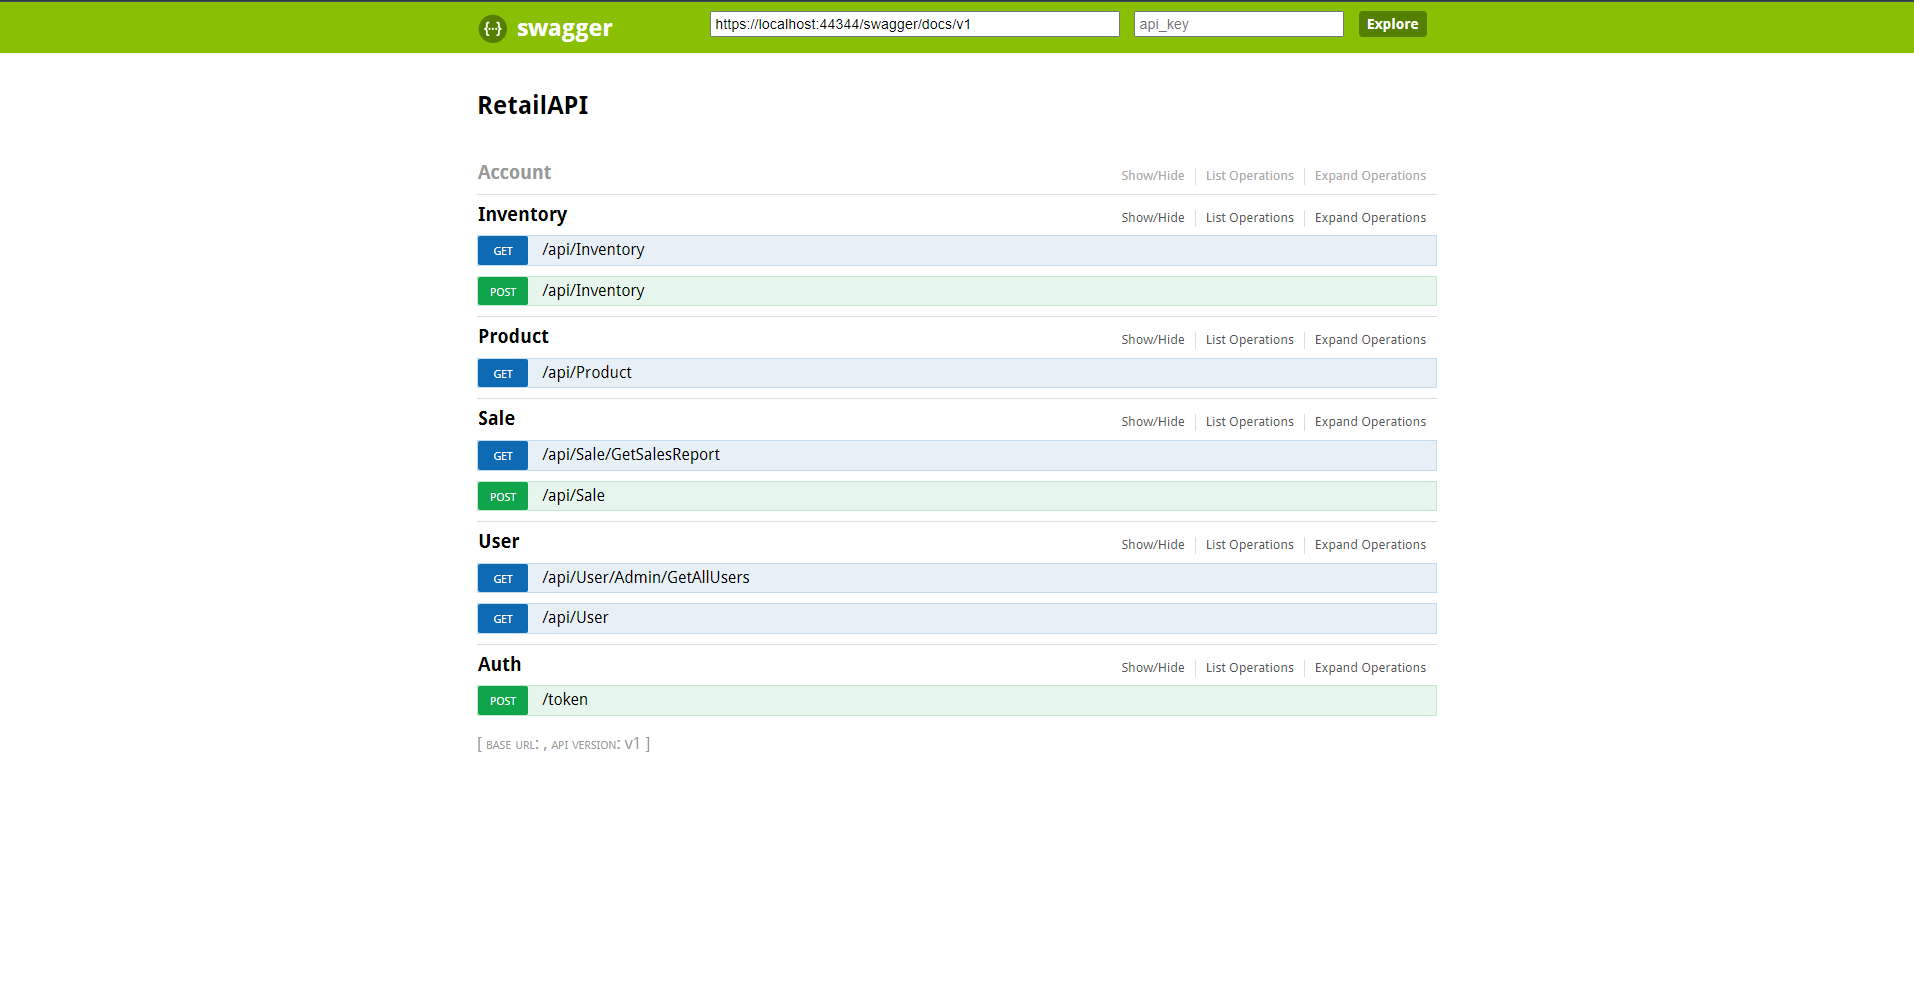 {··} swagger https://localhost:44344/swagger/docs/v1 api_key Explore
RetailAPI
Account Show/Hide List Operations Expand Operations
Inventory Show/Hide List Operations Expand Operations
GET /api/Inventory
POST /api/Inventory
Product Show/Hide List Operations Expand Operations
GET /api/Product
Sale Show/Hide List Operations Expand Operations
GET /api/Sale/GetSalesReport
POST /api/Sale
User Show/Hide List Operations Expand Operations
GET /api/User/Admin/GetAllUsers
GET /api/User
Auth Show/Hide List Operations Expand Operations
POST /token
[ BASE URL: , API VERSION: v1 ]